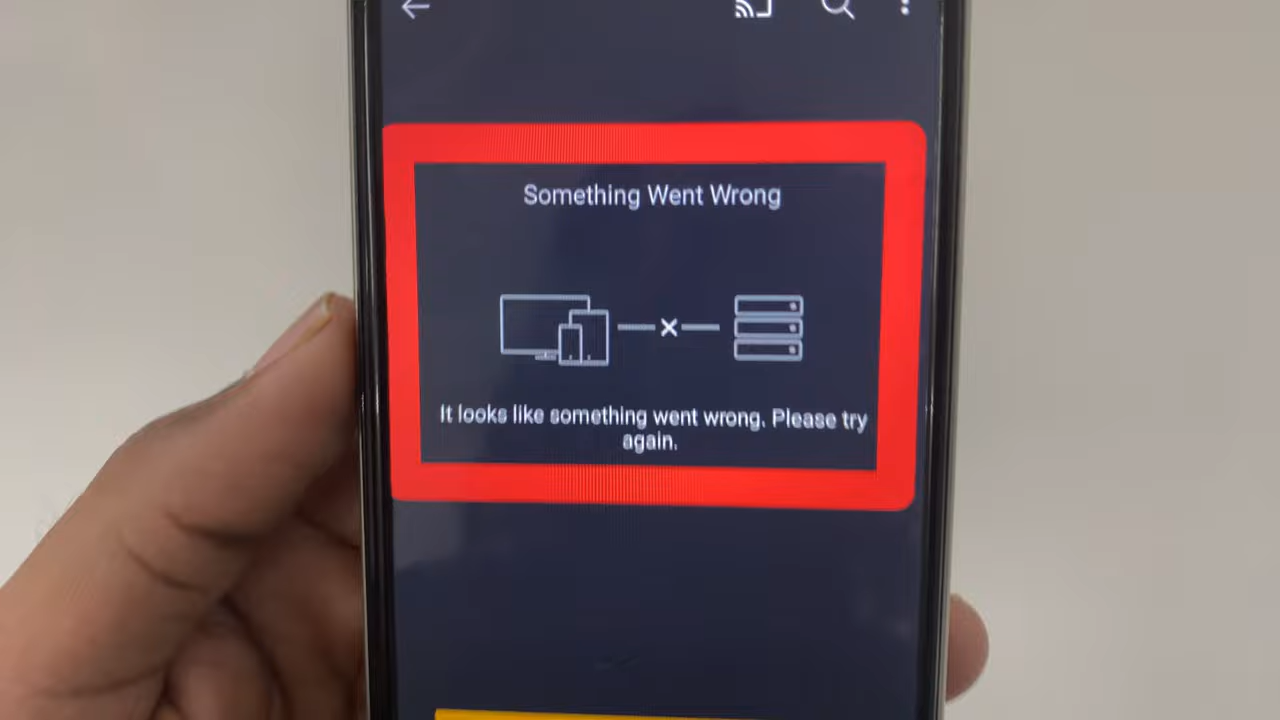 Something Went Wrong
It looks like something went wrong. Please try
again.